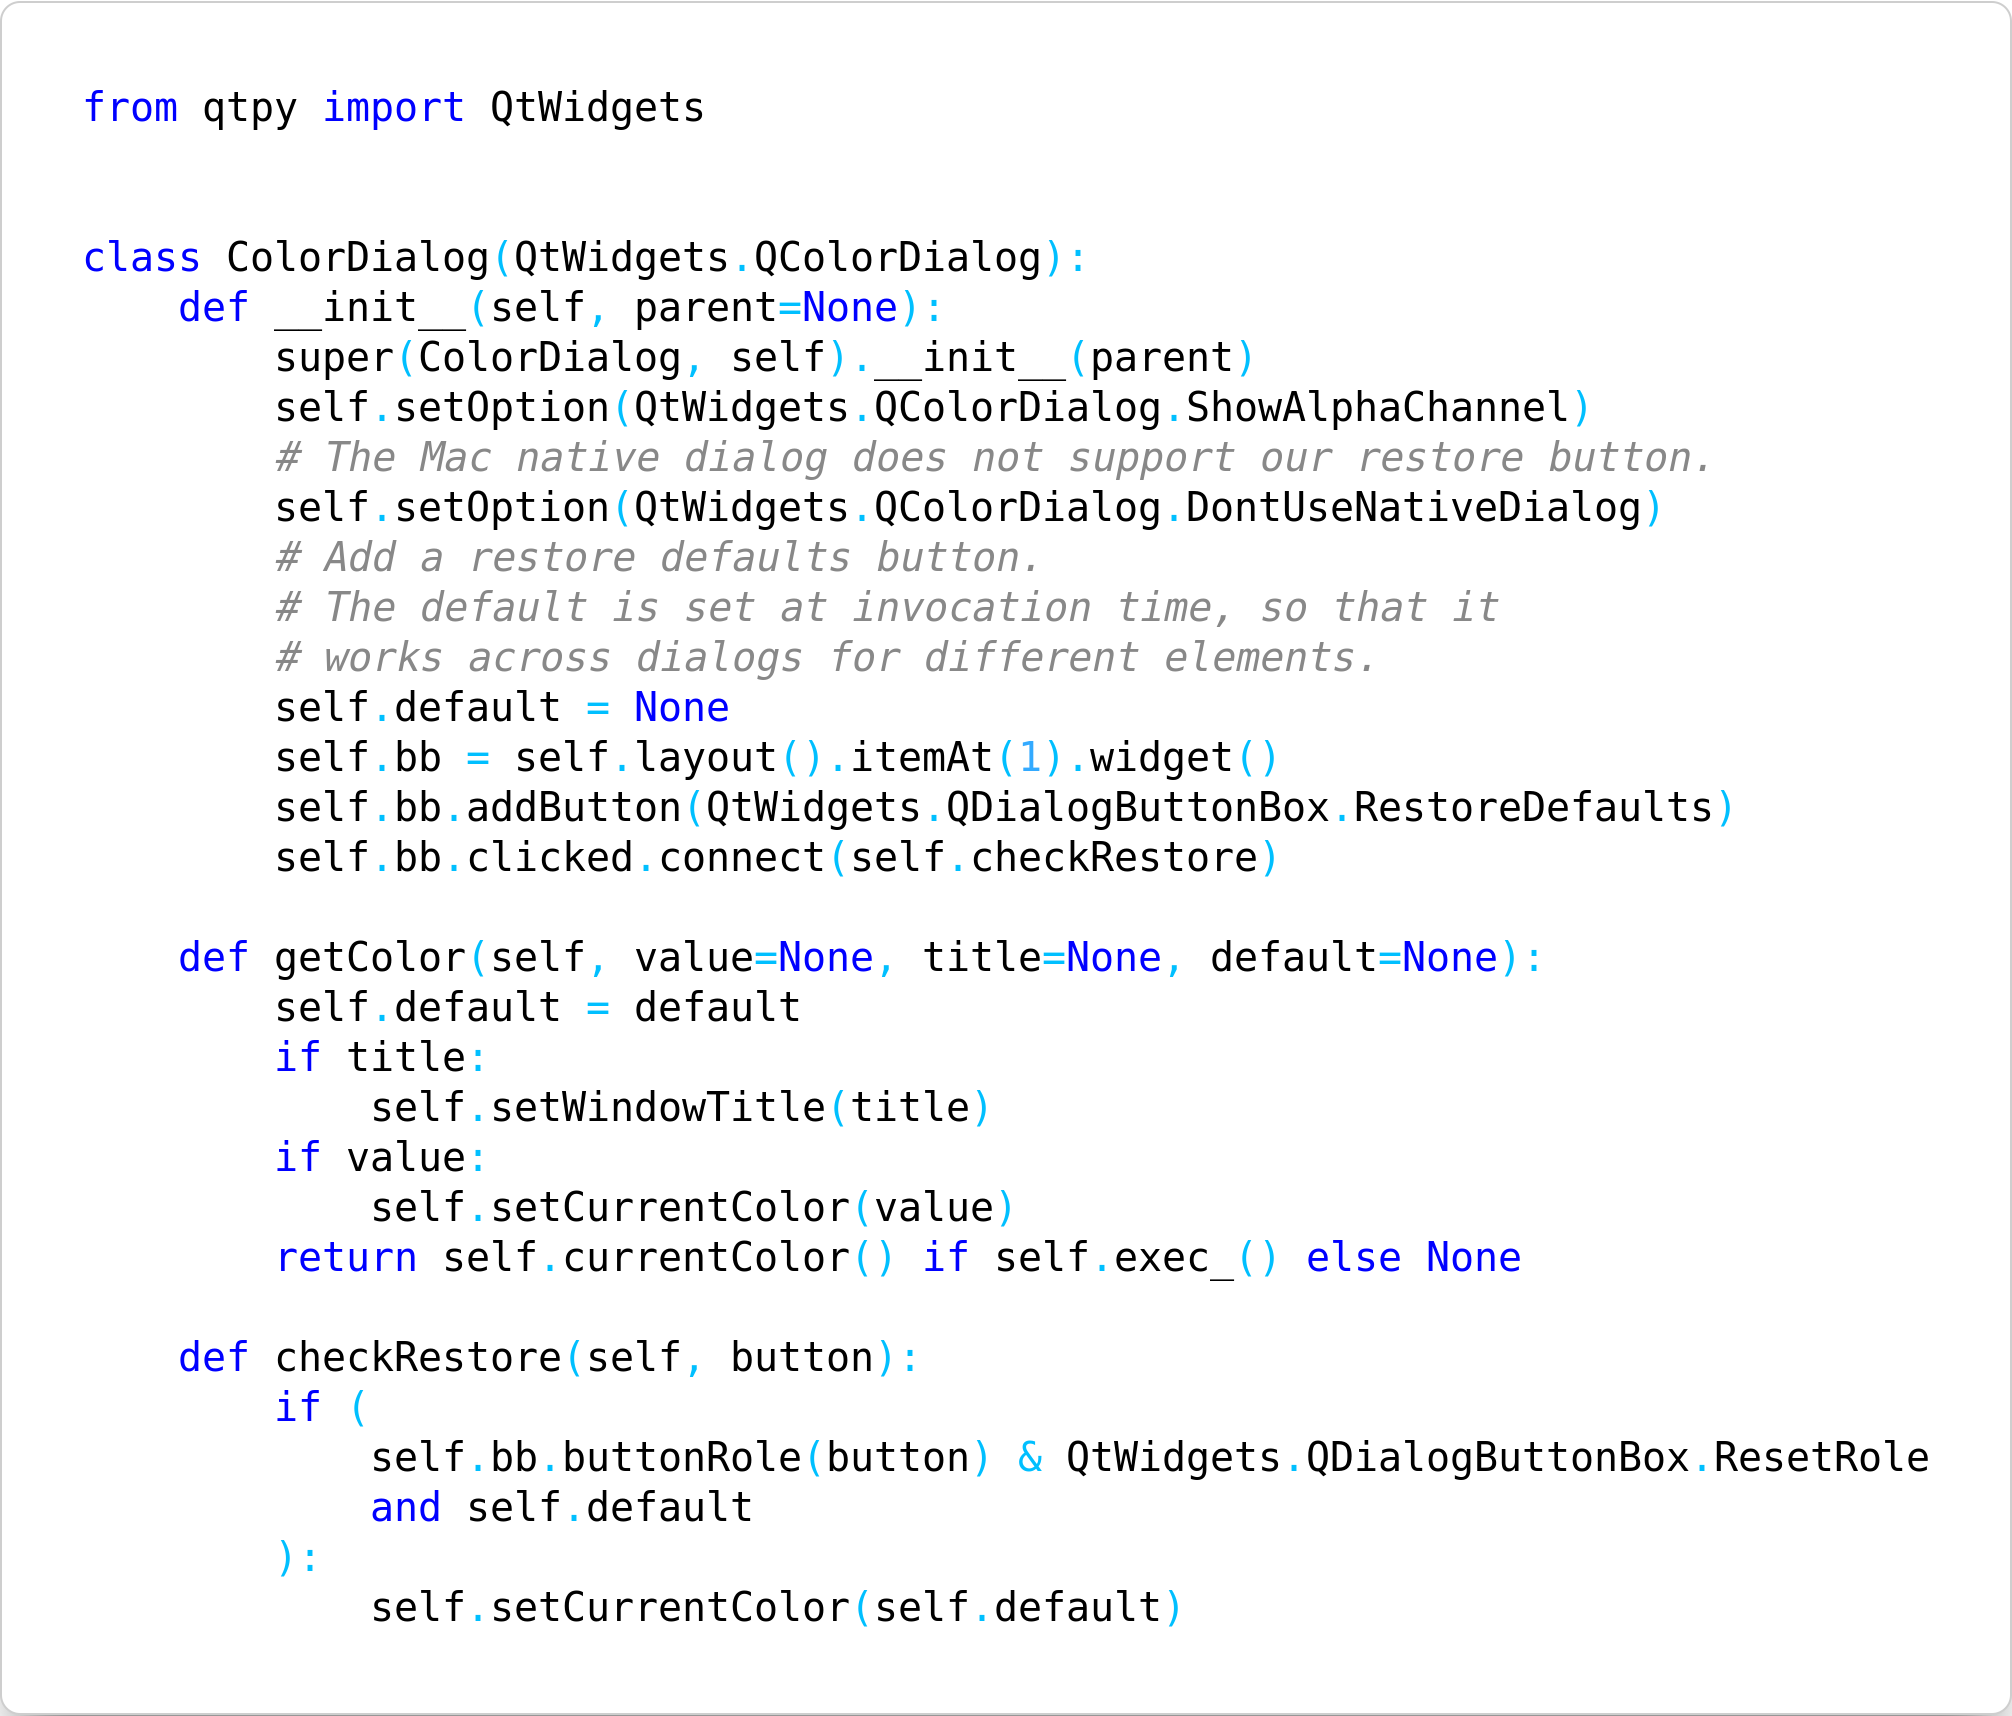 from qtpy import QtWidgets


class ColorDialog(QtWidgets.QColorDialog):
    def __init__(self, parent=None):
        super(ColorDialog, self).__init__(parent)
        self.setOption(QtWidgets.QColorDialog.ShowAlphaChannel)
        # The Mac native dialog does not support our restore button.
        self.setOption(QtWidgets.QColorDialog.DontUseNativeDialog)
        # Add a restore defaults button.
        # The default is set at invocation time, so that it
        # works across dialogs for different elements.
        self.default = None
        self.bb = self.layout().itemAt(1).widget()
        self.bb.addButton(QtWidgets.QDialogButtonBox.RestoreDefaults)
        self.bb.clicked.connect(self.checkRestore)

    def getColor(self, value=None, title=None, default=None):
        self.default = default
        if title:
            self.setWindowTitle(title)
        if value:
            self.setCurrentColor(value)
        return self.currentColor() if self.exec_() else None

    def checkRestore(self, button):
        if (
            self.bb.buttonRole(button) & QtWidgets.QDialogButtonBox.ResetRole
            and self.default
        ):
            self.setCurrentColor(self.default)